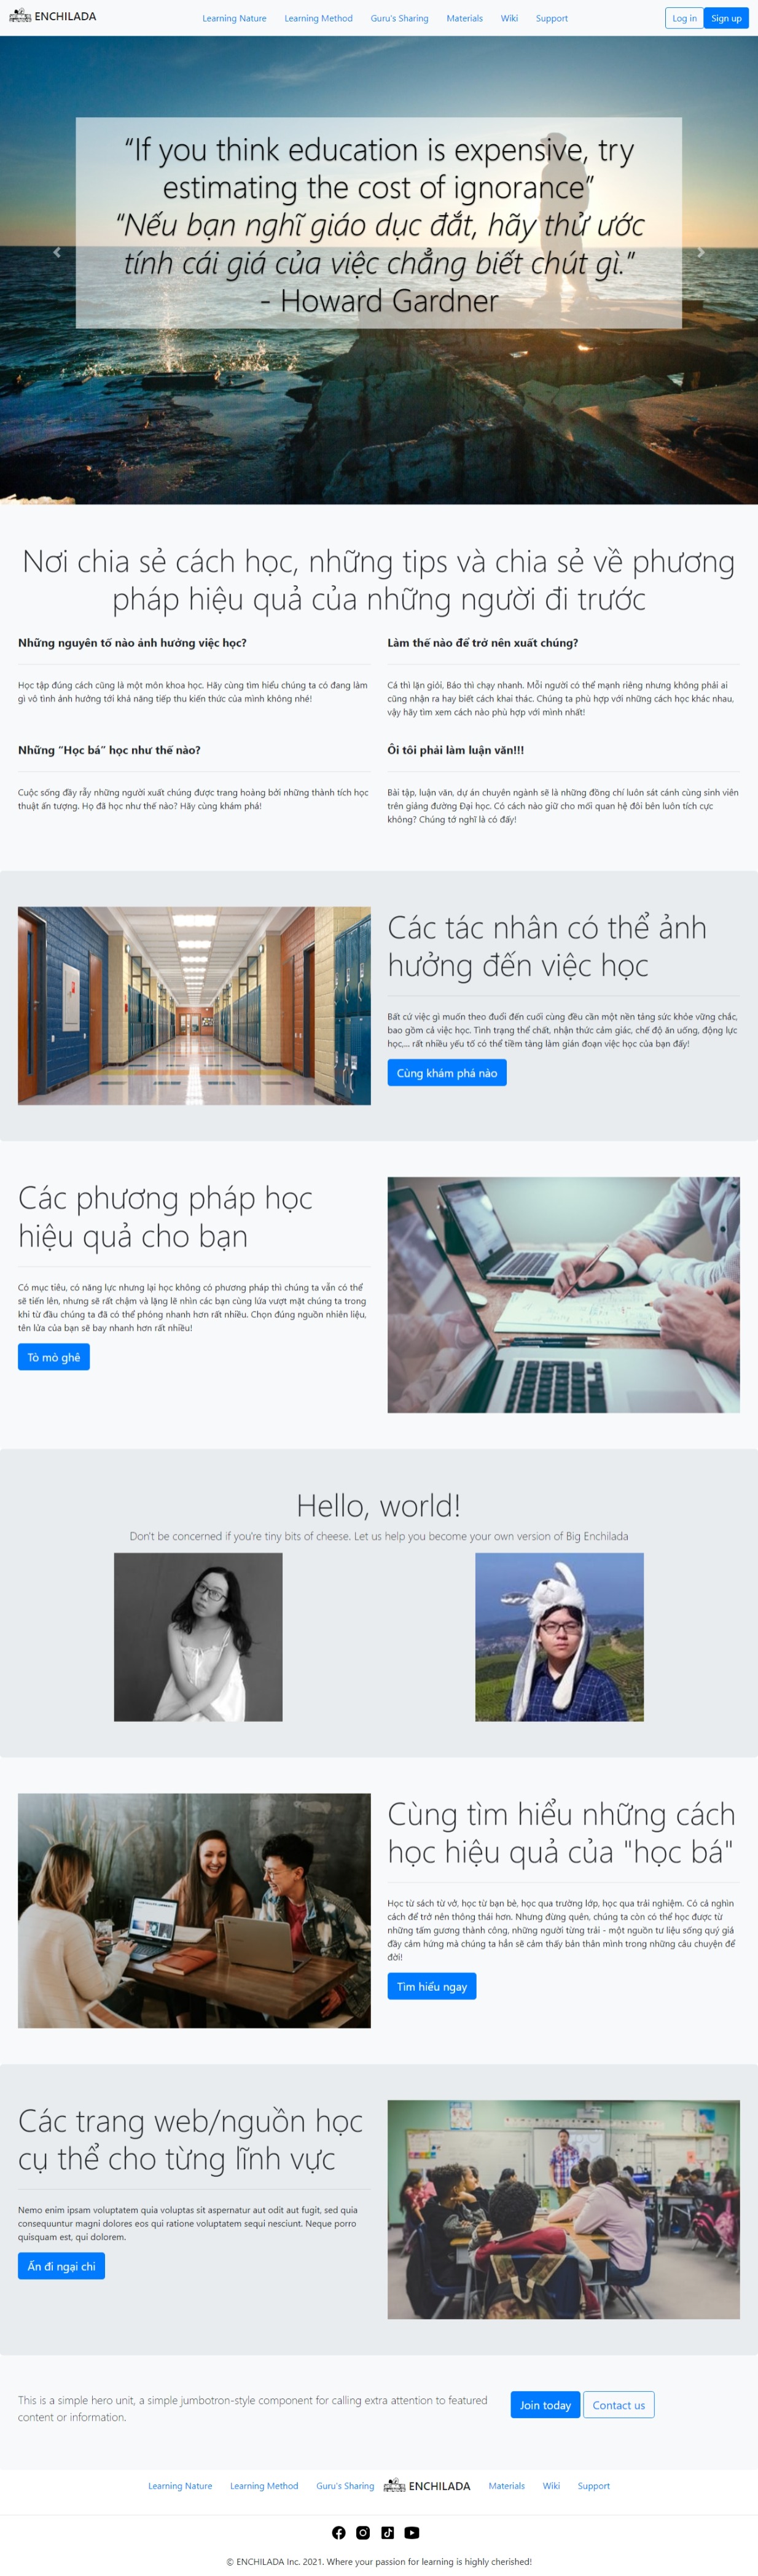 ENCHILADA
Learning Nature
Learning Method
Guru's Sharing
Materials
Wiki
Support
Log in
Sign up
“If you think education is expensive, try
estimating the cost of ignorance”
“Nếu bạn nghĩ giáo dục đắt, hãy thử ước
tính cái giá của việc chẳng biết chút gì.”
- Howard Gardner
Nơi chia sẻ cách học, những tips và chia sẻ về phương
pháp hiệu quả của những người đi trước
Những nguyên tố nào ảnh hưởng việc học?
Học tập đúng cách cũng là một môn khoa học. Hãy cùng tìm hiểu chúng ta có đang làm
gì vô tình ảnh hưởng tới khả năng tiếp thu kiến thức của mình không nhé!
Làm thế nào để trở nên xuất chúng?
Cá thì lặn giỏi, Báo thì chạy nhanh. Mỗi người có thế mạnh riêng nhưng không phải ai
cũng nhận ra hay biết cách khai thác. Chúng ta phù hợp với những cách học khác nhau,
vậy hãy tìm xem cách nào phù hợp với mình nhất!
Những “Học bá” học như thế nào?
Cuộc sống đầy rẫy những người xuất chúng được trang hoàng bởi những thành tích học
thuật ấn tượng. Họ đã học như thế nào? Hãy cùng khám phá!
Ôi tôi phải làm luận văn!!!
Bài tập, luận văn, dự án chuyên ngành sẽ là những đồng chí luôn sát cánh cùng sinh viên
trên giảng đường Đại học. Có cách nào giữ cho mối quan hệ đôi bên luôn tích cực
không? Chúng tớ nghĩ là có đấy!
Các tác nhân có thể ảnh
hưởng đến việc học
Bất cứ việc gì muốn theo đuổi đến cuối cùng đều cần một nền tảng sức khỏe vững chắc,
bao gồm cả việc học. Tình trạng thể chất, nhận thức cảm giác, chế độ ăn uống, động lực
học,... rất nhiều yếu tố có thể tiềm tàng làm gián đoạn việc học của bạn đấy!
Cùng khám phá nào
Các phương pháp học
hiệu quả cho bạn
Có mục tiêu, có năng lực nhưng lại học không có phương pháp thì chúng ta vẫn có thể
sẽ tiến lên, nhưng sẽ rất chậm và lặng lẽ nhìn các bạn cùng lứa vượt mặt chúng ta trong
khi từ đầu chúng ta đã có thể phóng nhanh hơn rất nhiều. Chọn đúng nguồn nhiên liệu,
tên lửa của bạn sẽ bay nhanh hơn rất nhiều!
Tò mò ghê
Hello, world!
Don't be concerned if you're tiny bits of cheese. Let us help you become your own version of Big Enchilada
Cùng tìm hiểu những cách
học hiệu quả của "học bá"
Học từ sách từ vở, học từ bạn bè, học qua trường lớp, học qua trải nghiệm. Có cả nghìn
cách để trở nên thông thái hơn. Nhưng đừng quên, chúng ta còn có thể học được từ
những tấm gương thành công, những người từng trải - một nguồn tư liệu sống quý giá
đầy cảm hứng mà chúng ta hẳn sẽ cảm thấy bản thân mình trong những câu chuyện để
đời!
Tìm hiểu ngay
Các trang web/nguồn học
cụ thể cho từng lĩnh vực
Nemo enim ipsam voluptatem quia voluptas sit aspernatur aut odit aut fugit, sed quia
consequuntur magni dolores eos qui ratione voluptatem sequi nesciunt. Neque porro
quisquam est, qui dolorem.
Ấn đi ngại chi
This is a simple hero unit, a simple jumbotron-style component for calling extra attention to featured
content or information.
Join today
Contact us
Learning Nature
Learning Method
Guru's Sharing
ENCHILADA
Materials
Wiki
Support
© ENCHILADA Inc. 2021. Where your passion for learning is highly cherished!